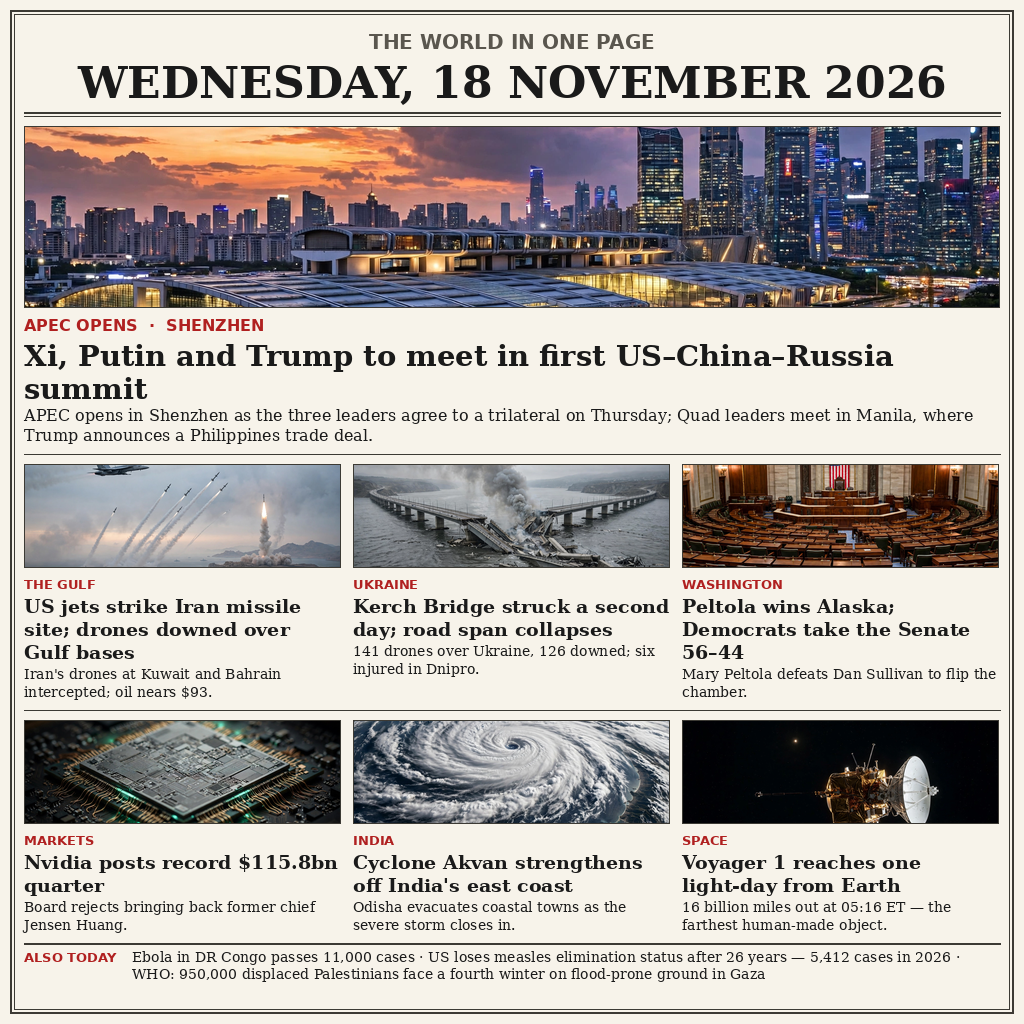 THE WORLD IN ONE PAGE
WEDNESDAY, 18 NOVEMBER 2026
APEC OPENS · SHENZHEN
Xi, Putin and Trump to meet in first US–China–Russia
summit
APEC opens in Shenzhen as the three leaders agree to a trilateral on Thursday; Quad leaders meet in Manila, where
Trump announces a Philippines trade deal.
THE GULF
US jets strike Iran missile
site; drones downed over
Gulf bases
Iran's drones at Kuwait and Bahrain
intercepted; oil nears $93.
UKRAINE
Kerch Bridge struck a second
day; road span collapses
141 drones over Ukraine, 126 downed; six
injured in Dnipro.
WASHINGTON
Peltola wins Alaska;
Democrats take the Senate
56–44
Mary Peltola defeats Dan Sullivan to flip the
chamber.
MARKETS
Nvidia posts record $115.8bn
quarter
Board rejects bringing back former chief
Jensen Huang.
INDIA
Cyclone Akvan strengthens
off India's east coast
Odisha evacuates coastal towns as the
severe storm closes in.
SPACE
Voyager 1 reaches one
light-day from Earth
16 billion miles out at 05:16 ET — the
farthest human-made object.
ALSO TODAY
Ebola in DR Congo passes 11,000 cases · US loses measles elimination status after 26 years — 5,412 cases in 2026 ·
WHO: 950,000 displaced Palestinians face a fourth winter on flood-prone ground in Gaza